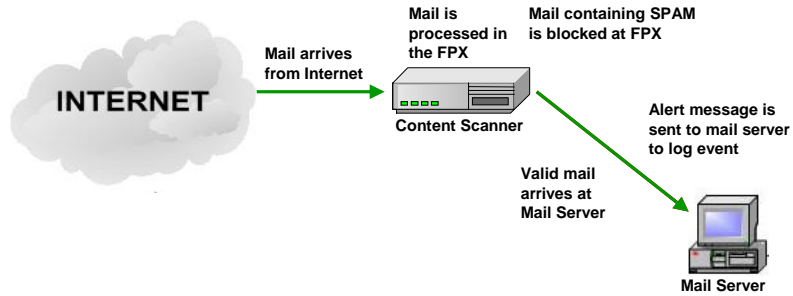 Mail is
processed in
the FPX
Mail containing SPAM
is blocked at FPX
Mail arrives
from Internet
INTERNET
Content Scanner
Alert message is
sent to mail server
to log event
Valid mail
arrives at
Mail Server
Mail Server